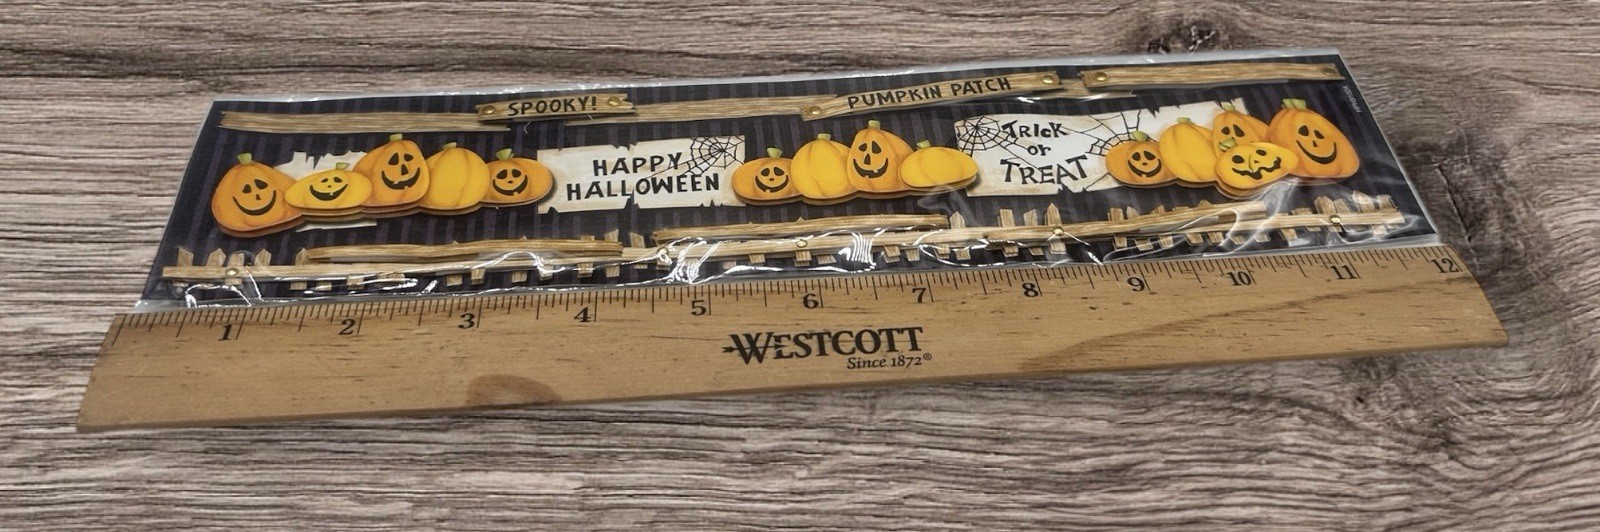 SPOOKY!
PUMPKIN PATCH
HAPPY
HALLOWEEN
TRICK
or
TREAT
1 2 3 4 5 6 7 8 9 10 11 12
WESTCOTT
Since 1872®